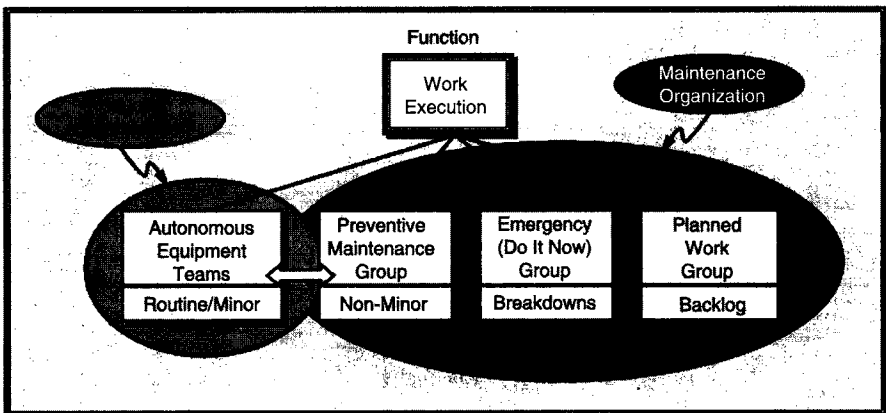 Function
Work
Execution
Maintenance
Organization
Autonomous
Equipment
Teams
Routine/Minor
Preventive
Maintenance
Group
Non-Minor
Emergency
(Do It Now)
Group
Breakdowns
Planned
Work
Group
Backlog